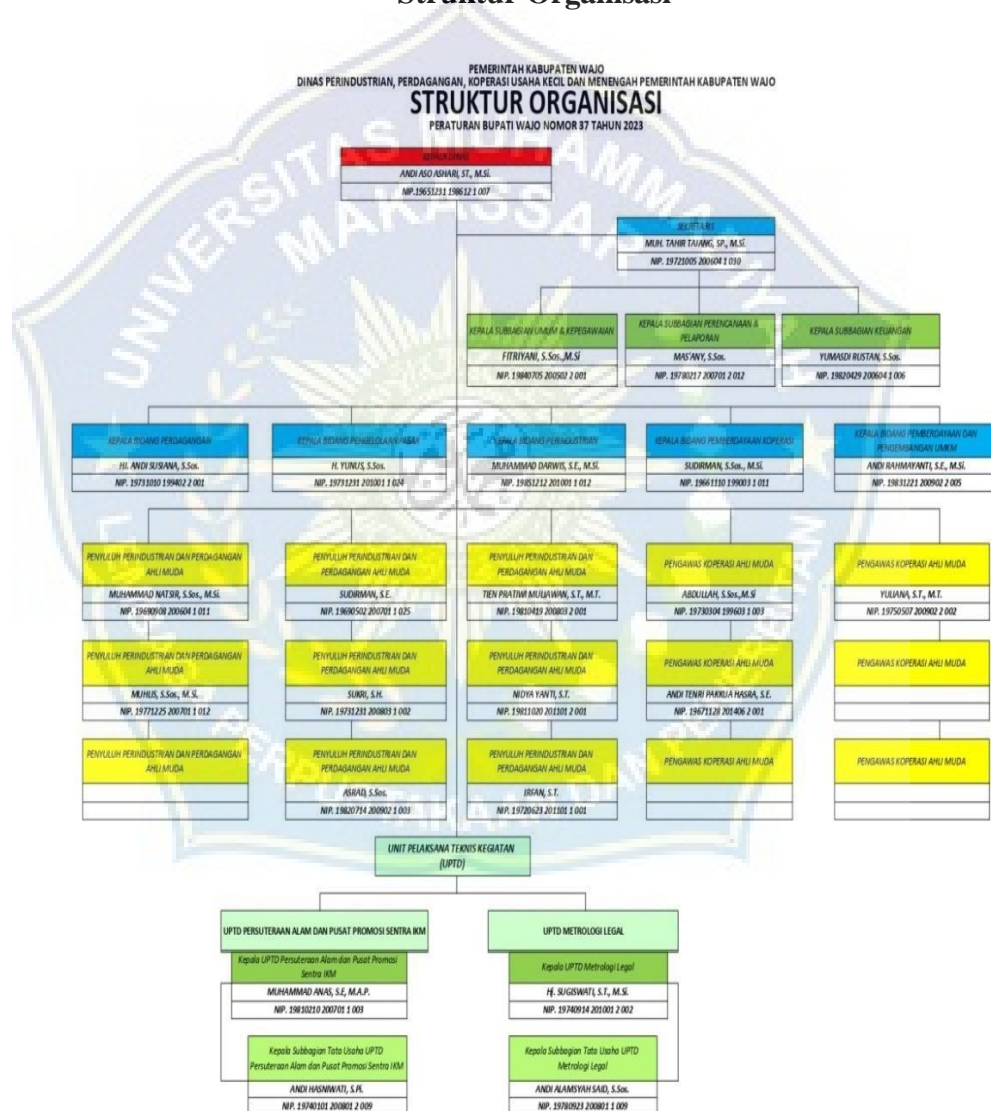 Struktur Organisasi
PEMERINTAH KABUPATEN WAJO
DINAS PERINDUSTRIAN, PERDAGANGAN, KOPERASI USAHA KECIL DAN MENENGAH PEMERINTAH KABUPATEN WAJO
STRUKTUR ORGANISASI
PERATURAN BUPATI WAJO NOMOR 37 TAHUN 2023
KEPALA DINAS
ANDI ASO ASHARI, ST., M.Si.
NIP.19651231 198612 1 007
SEKRETARIS
MUH. TAHIR TAJANG, SP., M.Si.
NIP. 19721005 200604 1 030
KEPALA SUBBAGIAN UMUM & KEPEGAWAIAN
FITRIYANI, S.Sos.,M.Si
NIP. 19840705 200502 2 001
KEPALA SUBBAGIAN PERENCANAAN &
PELAPORAN
MAS'ANY, S.Sos.
NIP. 19780217 200701 2 012
KEPALA SUBBAGIAN KEUANGAN
YUMASDI RUSTAN, S.Sos.
NIP. 19820429 200604 1 006
KEPALA BIDANG PERDAGANGAN
HJ. ANDI SUSIANA, S.Sos.
NIP. 19731010 199402 2 001
KEPALA BIDANG PENGELOLAAN PASAR
H. YUNUS, S.Sos.
NIP. 19731231 201001 1 024
KEPALA BIDANG PERINDUSTRIAN
MUHAMMAD DARWIS, S.E., M.Si.
NIP. 19851212 201001 1 012
KEPALA BIDANG PEMBERDAYAAN KOPERASI
SUDIRMAN, S.Sos., M.Si.
NIP. 19661110 199003 1 011
KEPALA BIDANG PEMBERDAYAAN DAN
PENGEMBANGAN UMKM
ANDI RAHMAYANTI, S.E., M.Si.
NIP. 19831221 200902 2 005
PENYULUH PERINDUSTRIAN DAN PERDAGANGAN
AHLI MUDA
MUHAMMAD NATSIR, S.Sos., M.Si.
NIP. 19690908 200604 1 011
PENYULUH PERINDUSTRIAN DAN
PERDAGANGAN AHLI MUDA
SUDIRMAN, S.E.
NIP. 19690502 200701 1 025
PENYULUH PERINDUSTRIAN DAN
PERDAGANGAN AHLI MUDA
TIEN PRATIWI MULIAWAN, S.T., M.T.
NIP. 19810419 200803 2 001
PENGAWAS KOPERASI AHLI MUDA
ABDULLAH, S.Sos.,M.Si
NIP. 19730304 199603 1 003
PENGAWAS KOPERASI AHLI MUDA
YULIANA, S.T., M.T.
NIP. 19750507 200902 2 002
PENYULUH PERINDUSTRIAN DAN PERDAGANGAN
AHLI MUDA
MUHLIS, S.Sos., M.Si.
NIP. 19771225 200701 1 012
PENYULUH PERINDUSTRIAN DAN
PERDAGANGAN AHLI MUDA
SUKRI, S.H.
NIP. 19731231 200803 1 002
PENYULUH PERINDUSTRIAN DAN
PERDAGANGAN AHLI MUDA
NIDYA YANTI, S.T.
NIP. 19811020 201101 2 001
PENGAWAS KOPERASI AHLI MUDA
ANDI TENRI PAKKUA HASRA, S.E.
NIP. 19671128 201406 2 001
PENGAWAS KOPERASI AHLI MUDA
PENYULUH PERINDUSTRIAN DAN PERDAGANGAN
AHLI MUDA
PENYULUH PERINDUSTRIAN DAN
PERDAGANGAN AHLI MUDA
ASRAD, S.Sos.
NIP. 19820714 200902 1 003
PENYULUH PERINDUSTRIAN DAN
PERDAGANGAN AHLI MUDA
IRFAN, S.T.
NIP. 19720623 201101 1 001
PENGAWAS KOPERASI AHLI MUDA
PENGAWAS KOPERASI AHLI MUDA
UNIT PELAKSANA TEKNIS KEGIATAN
(UPTD)
UPTD PERSUTERAAN ALAM DAN PUSAT PROMOSI SENTRA IKM
Kepala UPTD Persuteraan Alam dan Pusat Promosi
Sentra IKM
MUHAMMAD ANAS, S.E, M.A.P.
NIP. 19810210 200701 1 003
Kepala Subbagian Tata Usaha UPTD
Persuteraan Alam dan Pusat Promosi Sentra IKM
ANDI HASNIWATI, S.Pi.
NIP. 19740101 200801 2 009
UPTD METROLOGI LEGAL
Kepala UPTD Metrologi Legal
Hj. SUGISWATI, S.T., M.Si.
NIP. 19740914 201001 2 002
Kepala Subbagian Tata Usaha UPTD
Metrologi Legal
ANDI ALAMSYAH SAID, S.Sos.
NIP. 19780923 200801 1 009
UNIVERSITAS MUHAMMADIYAH
MAKASSAR
LEMBAGA PERPUSTAKAAN DAN PENERBITAN